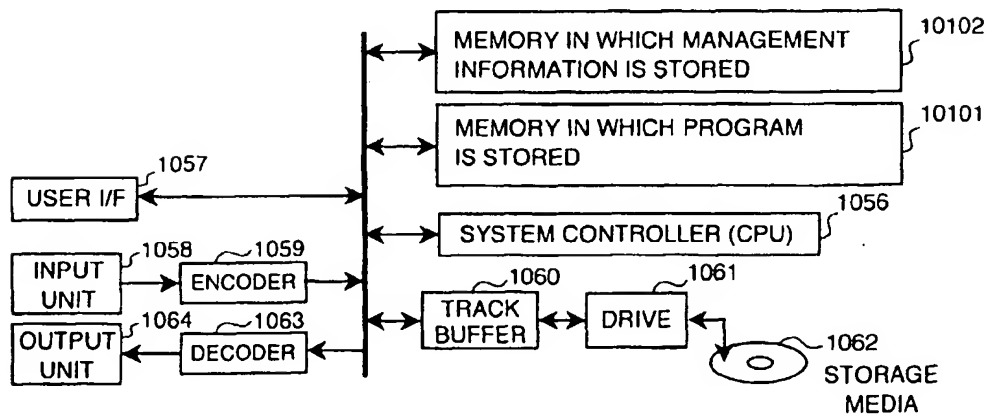 MEMORY IN WHICH MANAGEMENT
INFORMATION IS STORED
10102
MEMORY IN WHICH PROGRAM
IS STORED
10101
USER I/F
1057
SYSTEM CONTROLLER (CPU)
1056
INPUT
UNIT
1058
ENCODER
1059
OUTPUT
UNIT
1064
DECODER
1063
TRACK
BUFFER
1060
DRIVE
1061
1062
STORAGE
MEDIA